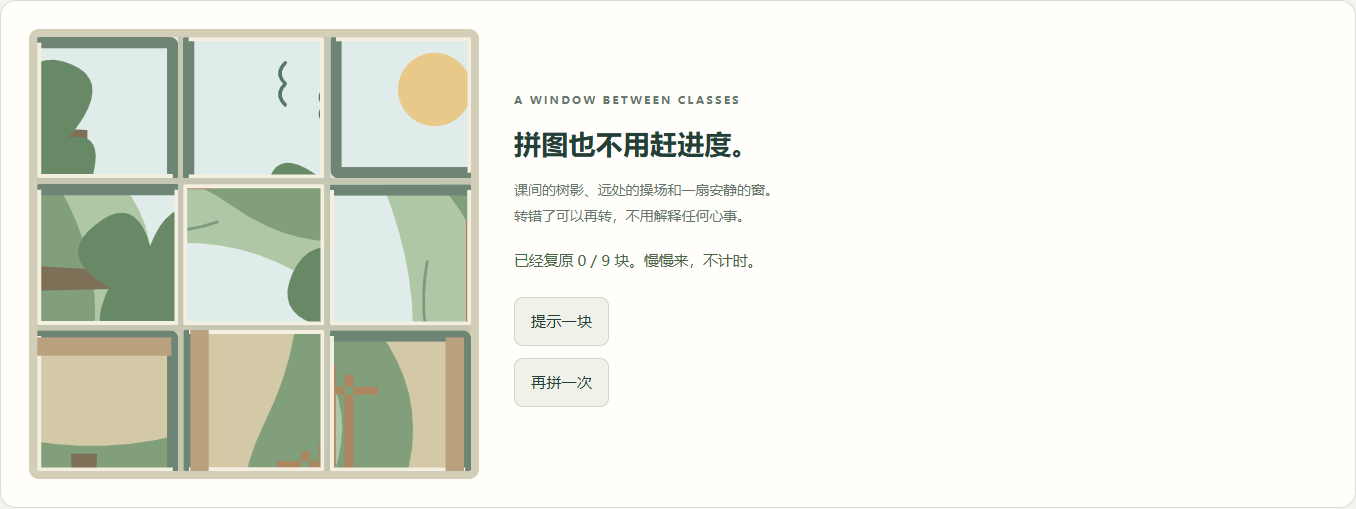 A WINDOW BETWEEN CLASSES
拼图也不用赶进度。
课间的树影、远处的操场和一扇安静的窗。
转错了可以再转，不用解释任何心事。
已经复原 0 / 9 块。慢慢来，不计时。
提示一块
再拼一次